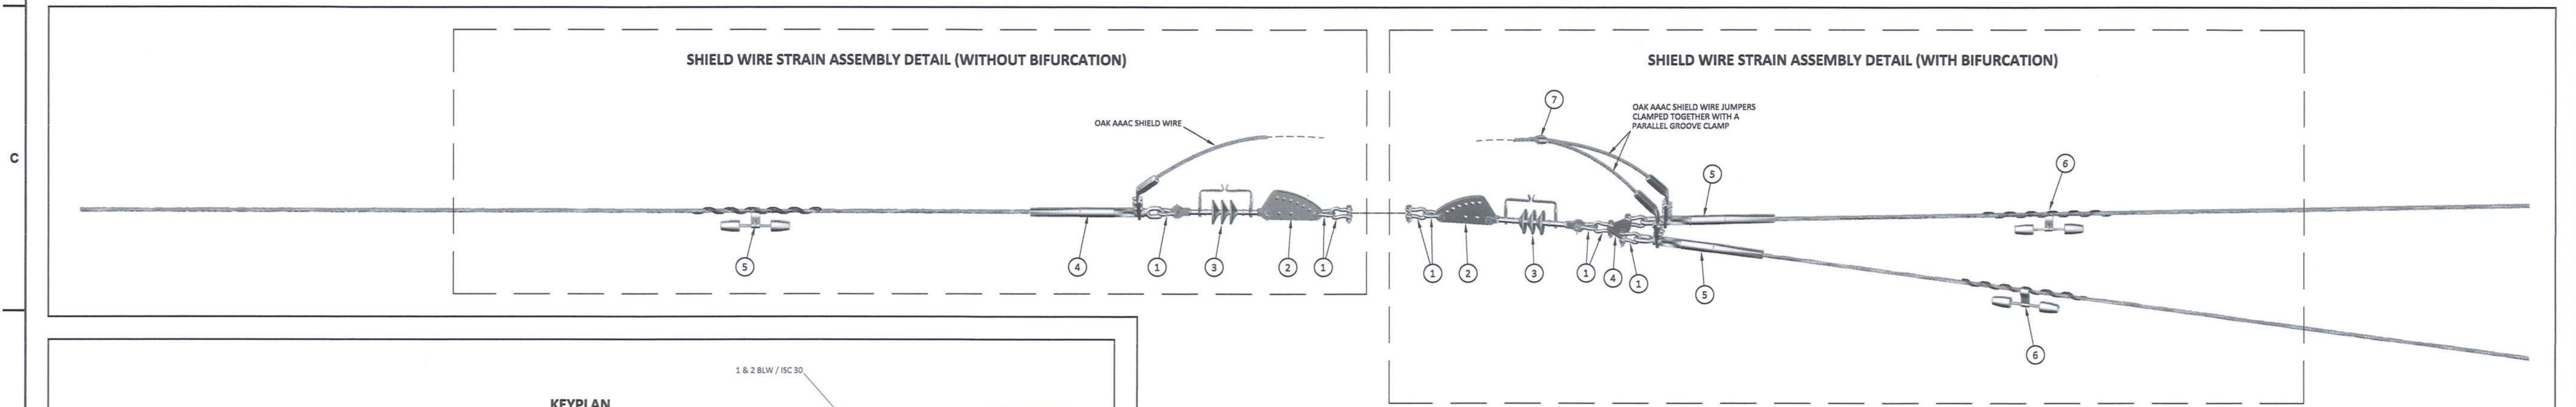 C
SHIELD WIRE STRAIN ASSEMBLY DETAIL (WITHOUT BIFURCATION)
OAK AAAC SHIELD WIRE
5
4
1
3
2
1
SHIELD WIRE STRAIN ASSEMBLY DETAIL (WITH BIFURCATION)
7
OAK AAAC SHIELD WIRE JUMPERS
CLAMPED TOGETHER WITH A
PARALLEL GROOVE CLAMP
5
6
1
2
3
1
4
1
5
6
1 & 2 BLW / ISC 30
KEYPLAN